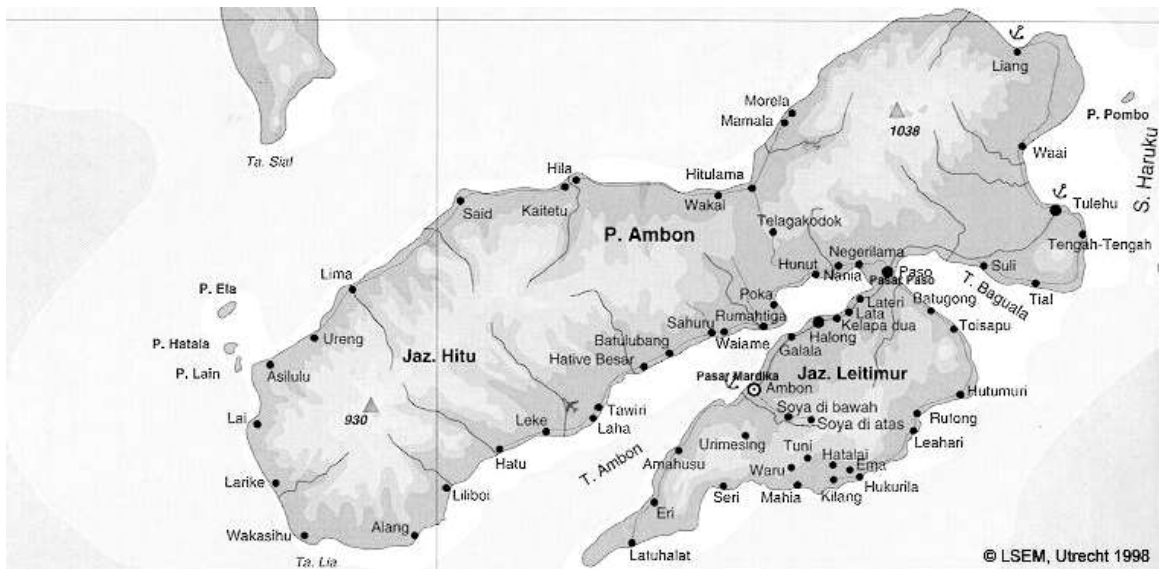 Liang
Morela
Mamala
P. Pombo
1038
Ta. Sial
Waai
S. Haruku
Hila
Hitulama
Kaitetu
Wakal
Said
Tulehu
Telagakodok
P. Ambon
Tengah-Tengah
Negerilama
Hunut
Nania
Paso
Pasar Paso
Suli
T. Baguala
Tial
Lima
P. Ela
Poka
Lateri
Batugong
Rumahtiga
Lata
Sahuru
Kelapa dua
Toisapu
Ureng
Waiame
Halong
P. Hatala
Jaz. Hitu
Batulubang
Galala
Hative Besar
P. Lain
Asilulu
Pasar Mardika
Jaz. Leitimur
Ambon
Hutumuri
930
Tawiri
Soya di bawah
Lai
Laha
Soya di atas
Rutong
Leke
Urimesing
Leahari
Tuni
Hatalai
T. Ambon
Amahusu
Hatu
Waru
Ema
Larike
Liliboi
Seri
Mahia
Kilang
Hukurila
Eri
Wakasihu
Alang
Latuhalat
Ta. Lia
© LSEM, Utrecht 1998